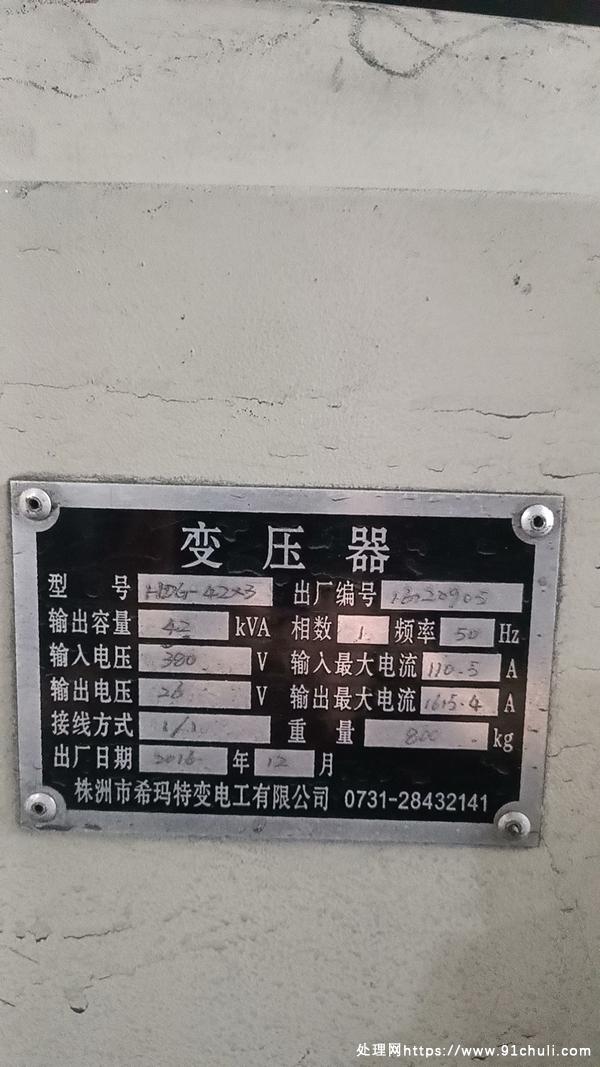 变压器
型号 HDG-42×3 出厂编号
输出容量 42 kVA 相数 1 频率 50 Hz
输入电压 380 V 输入最大电流 110.5 A
输出电压 26 V 输出最大电流 1615.4 A
接线方式 1/1 重量 800 kg
出厂日期 2016 年 12 月
株洲市希玛特变电工有限公司 0731-28432141
处理网https://www.91chuli.com